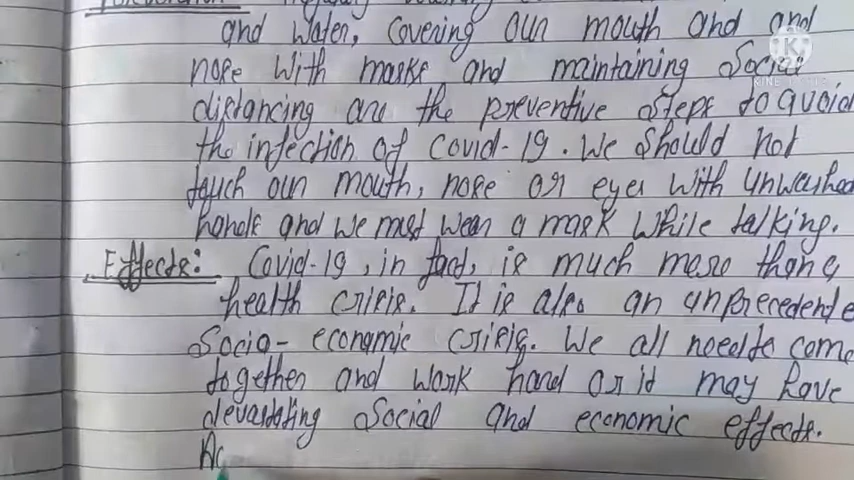 and water, covering our mouth and and
nose with masks and maintaining social
distancing are the preventive steps to avoid
the infection of Covid-19. We should not
touch our mouth, nose or eyes with unwashed
hands and we must wear a mask while talking.
Effects: Covid-19, in fact, is much more than a
health crisis. It is also an unprecedente
Socio-economic crisis. We all need to come
together and work hard or it may have
devastating social and economic effects.
KINE